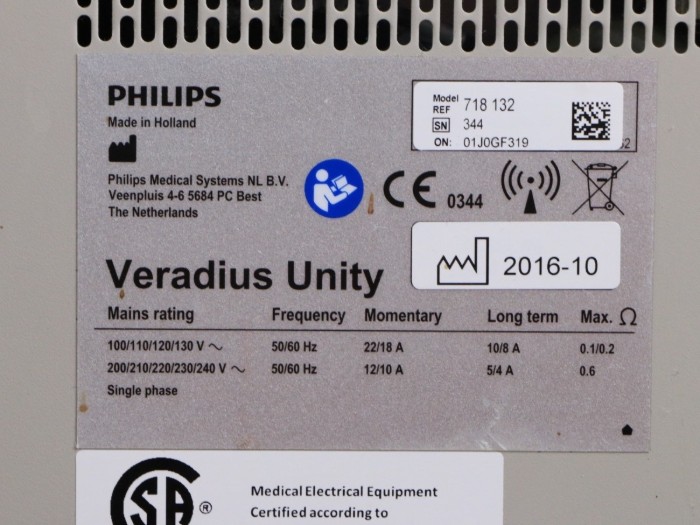 PHILIPS
Made in Holland
Philips Medical Systems NL B.V.
Veenpluis 4-6 5684 PC Best
The Netherlands
Model REF 718 132
SN 344
ON: 01J0GF319
CE 0344
Veradius Unity
2016-10
Mains rating Frequency Momentary Long term Max. Ω
100/110/120/130 V ~ 50/60 Hz 22/18 A 10/8 A 0.1/0.2
200/210/220/230/240 V ~ 50/60 Hz 12/10 A 5/4 A 0.6
Single phase
SA ®
Medical Electrical Equipment
Certified according to